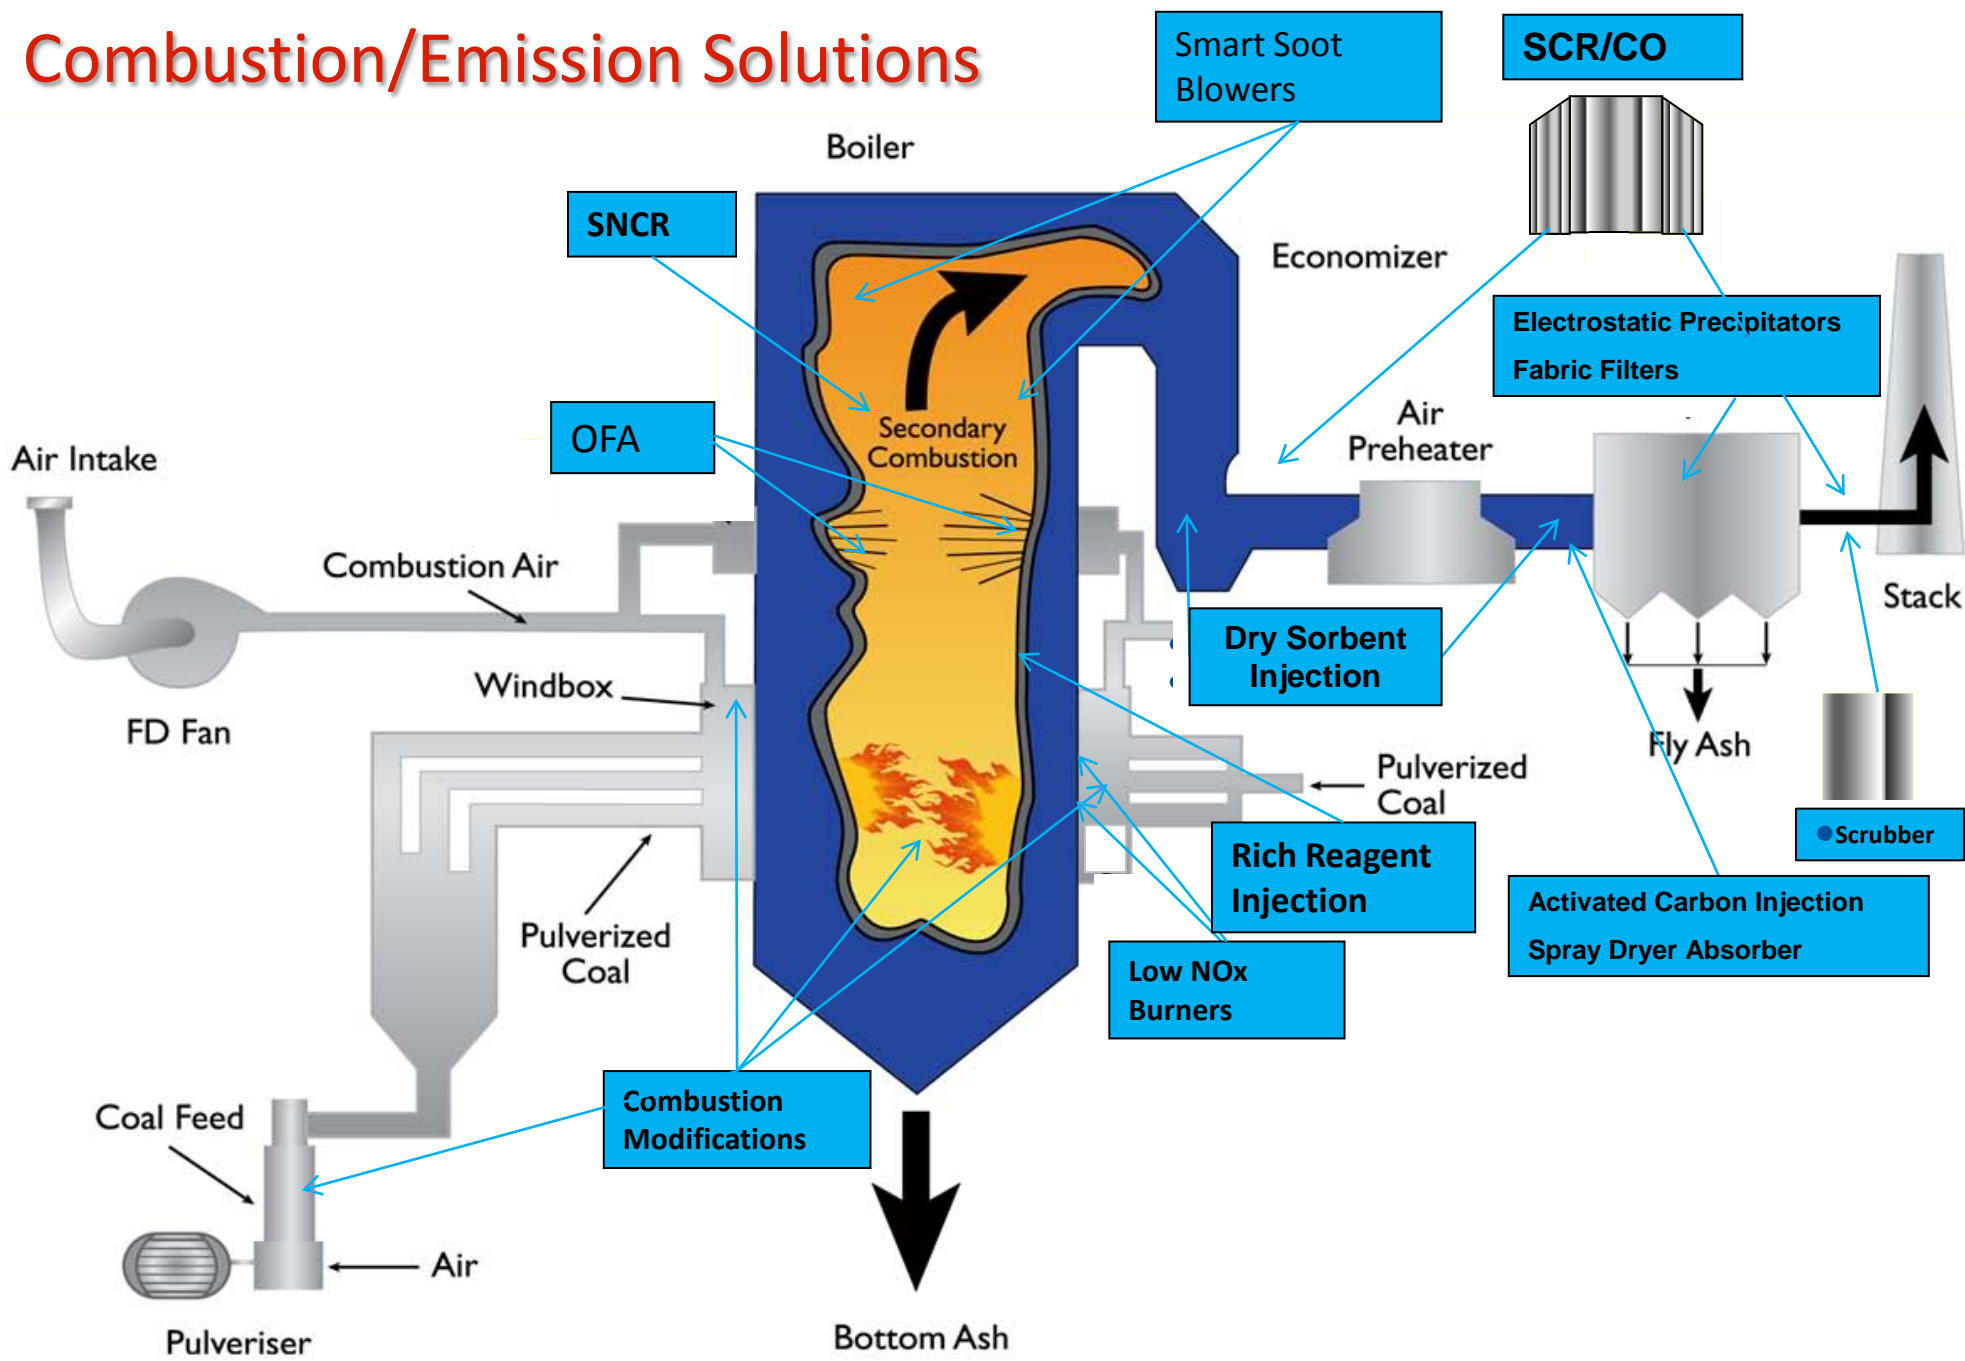 Combustion/Emission Solutions
Smart Soot
Blowers
SCR/CO
Boiler
SNCR
Economizer
Electrostatic Precipitators
Fabric Filters
OFA
Secondary
Combustion
Air
Preheater
Air Intake
Combustion Air
Stack
Dry Sorbent
Injection
Windbox
FD Fan
Fly Ash
Pulverized
Coal
Scrubber
Rich Reagent
Injection
Activated Carbon Injection
Spray Dryer Absorber
Pulverized
Coal
Low NOx
Burners
Combustion
Modifications
Coal Feed
Air
Pulveriser
Bottom Ash